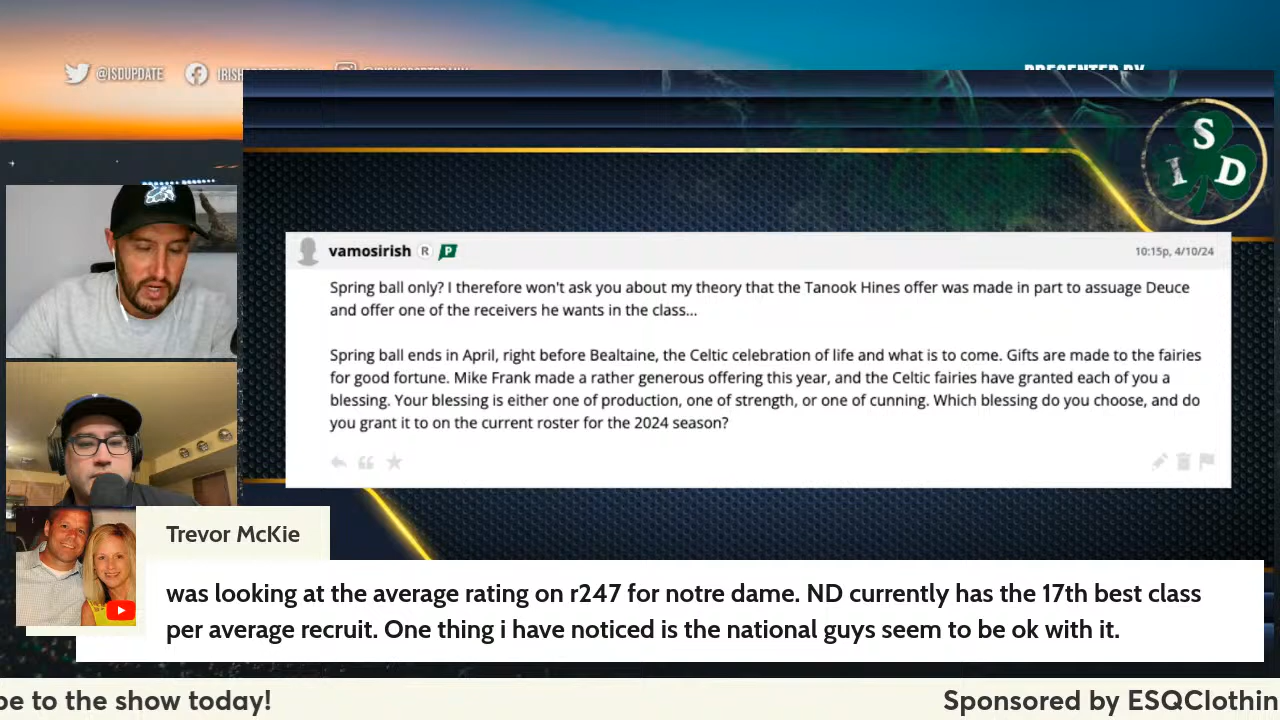 @ISDUPDATE
PRESENTED BY
I S D
vamosirish R P
10:15p, 4/10/24
Spring ball only? I therefore won't ask you about my theory that the Tanook Hines offer was made in part to assuage Deuce
and offer one of the receivers he wants in the class...
Spring ball ends in April, right before Bealtaine, the Celtic celebration of life and what is to come. Gifts are made to the fairies
for good fortune. Mike Frank made a rather generous offering this year, and the Celtic fairies have granted each of you a
blessing. Your blessing is either one of production, one of strength, or one of cunning. Which blessing do you choose, and do
you grant it to on the current roster for the 2024 season?
Trevor McKie
was looking at the average rating on r247 for notre dame. ND currently has the 17th best class
per average recruit. One thing i have noticed is the national guys seem to be ok with it.
be to the show today!
Sponsored by ESQClothin